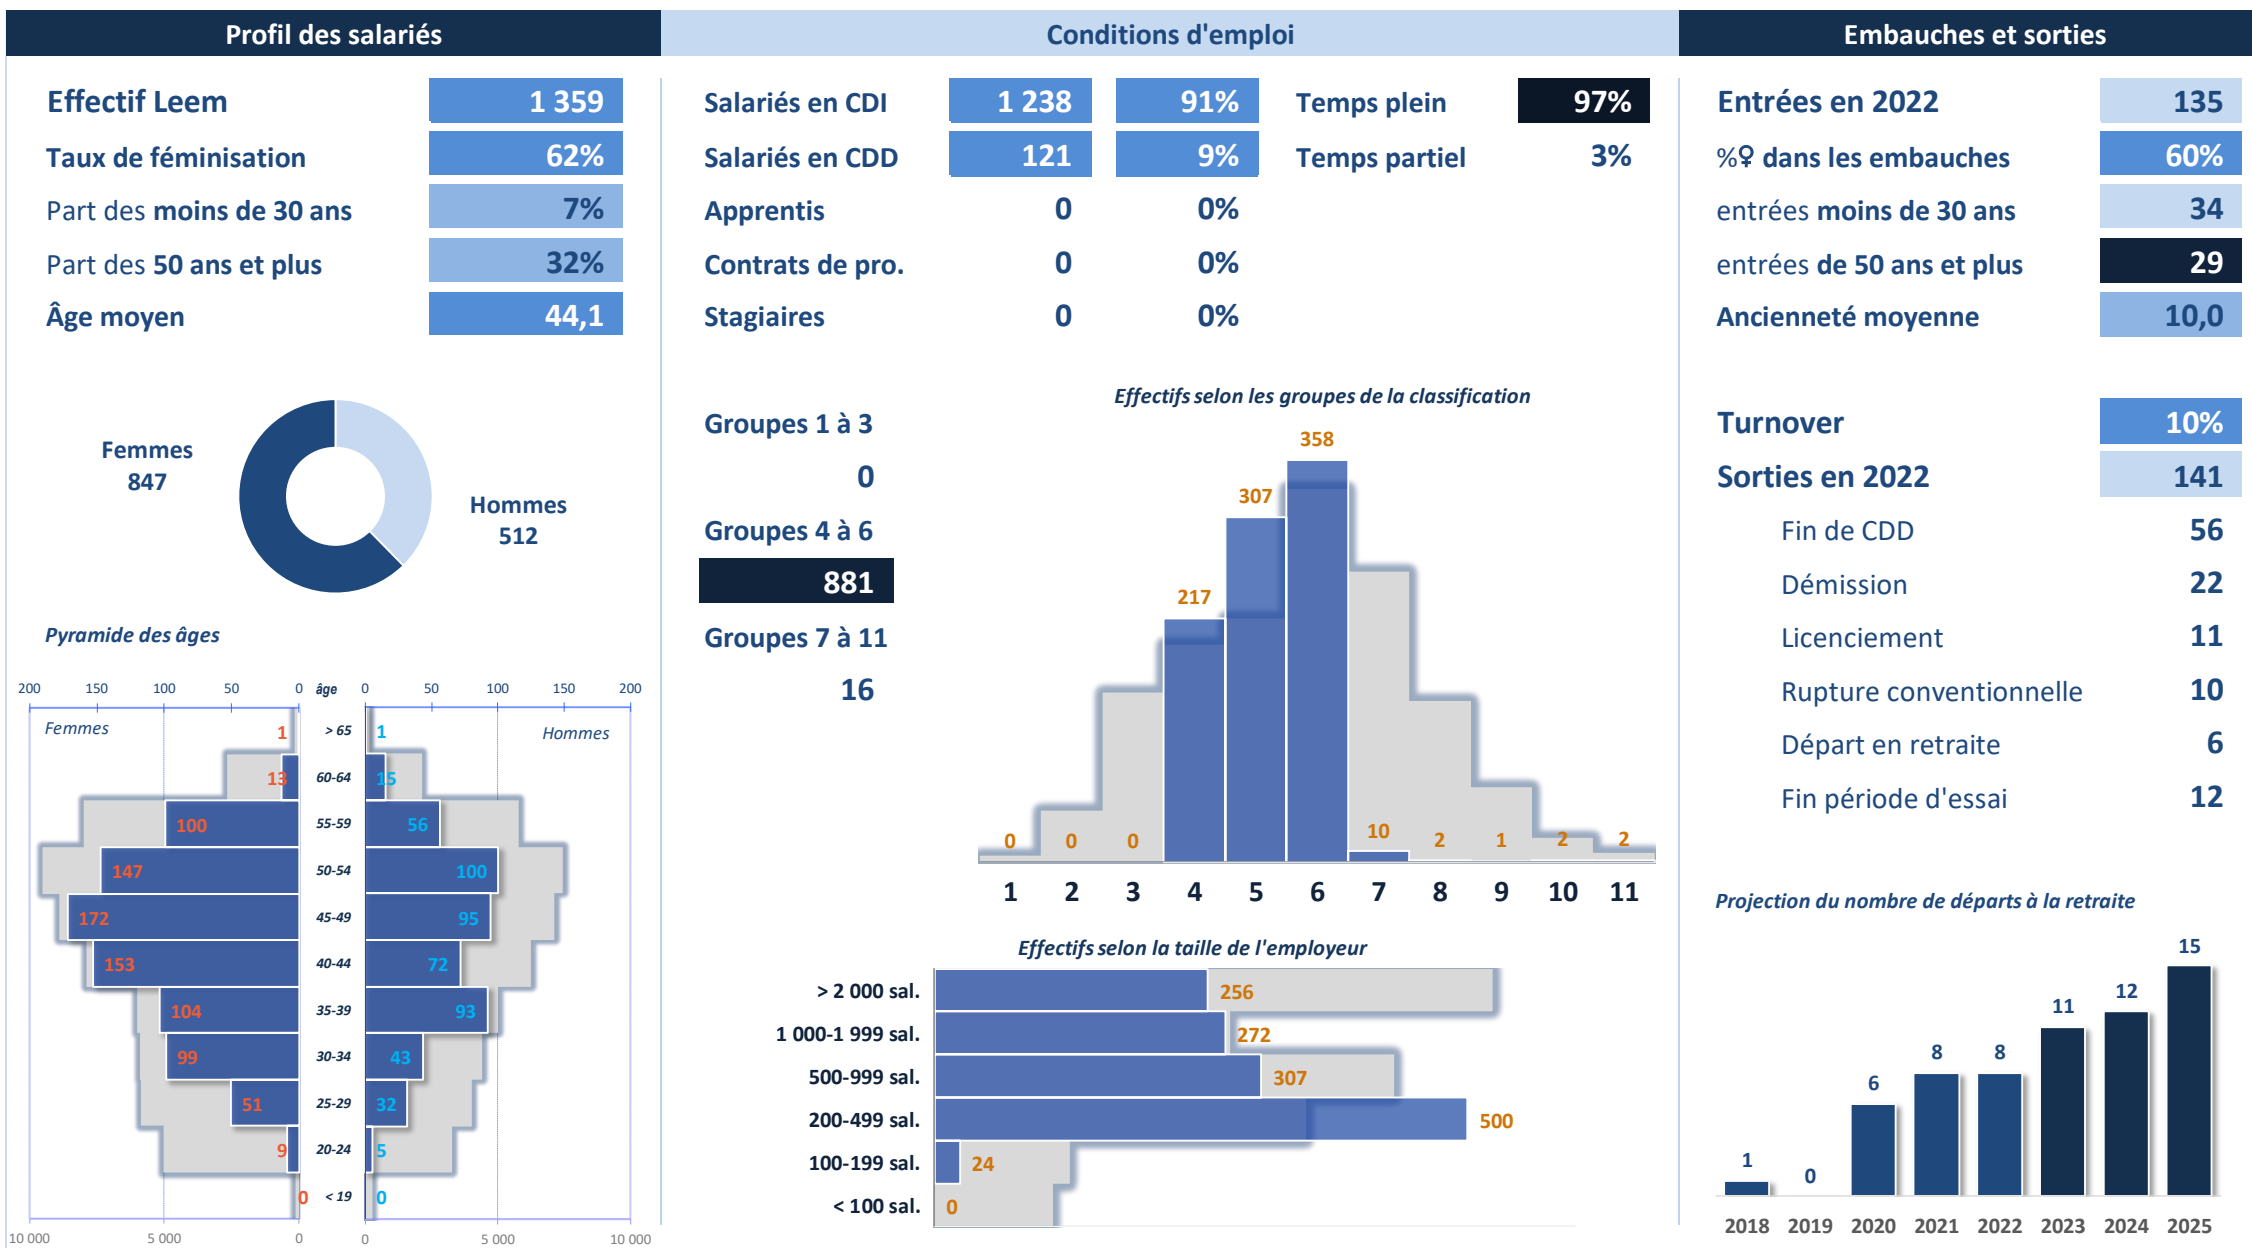 Profil des salariés
Effectif Leem 1 359
Taux de féminisation 62%
Part des moins de 30 ans 7%
Part des 50 ans et plus 32%
Âge moyen 44,1
Femmes
847
Hommes
512
Pyramide des âges
200 150 100 50 0 âge 0 50 100 150 200
Femmes Hommes
1 > 65 1
13 60-64 15
100 55-59 56
147 50-54 100
172 45-49 95
153 40-44 72
104 35-39 93
99 30-34 43
51 25-29 32
9 20-24 5
0 < 19 0
10 000 5 000 0 0 5 000 10 000
Conditions d'emploi
Salariés en CDI 1 238 91% Temps plein 97%
Salariés en CDD 121 9% Temps partiel 3%
Apprentis 0 0%
Contrats de pro. 0 0%
Stagiaires 0 0%
Groupes 1 à 3
0
Groupes 4 à 6
881
Groupes 7 à 11
16
Effectifs selon les groupes de la classification
0 0 0 217 307 358 10 2 1 2 2
1 2 3 4 5 6 7 8 9 10 11
Effectifs selon la taille de l'employeur
> 2 000 sal. 256
1 000-1 999 sal. 272
500-999 sal. 307
200-499 sal. 500
100-199 sal. 24
< 100 sal. 0
Embauches et sorties
Entrées en 2022 135
%♀ dans les embauches 60%
entrées moins de 30 ans 34
entrées de 50 ans et plus 29
Ancienneté moyenne 10,0
Turnover 10%
Sorties en 2022 141
Fin de CDD 56
Démission 22
Licenciement 11
Rupture conventionnelle 10
Départ en retraite 6
Fin période d'essai 12
Projection du nombre de départs à la retraite
1 0 6 8 8 11 12 15
2018 2019 2020 2021 2022 2023 2024 2025